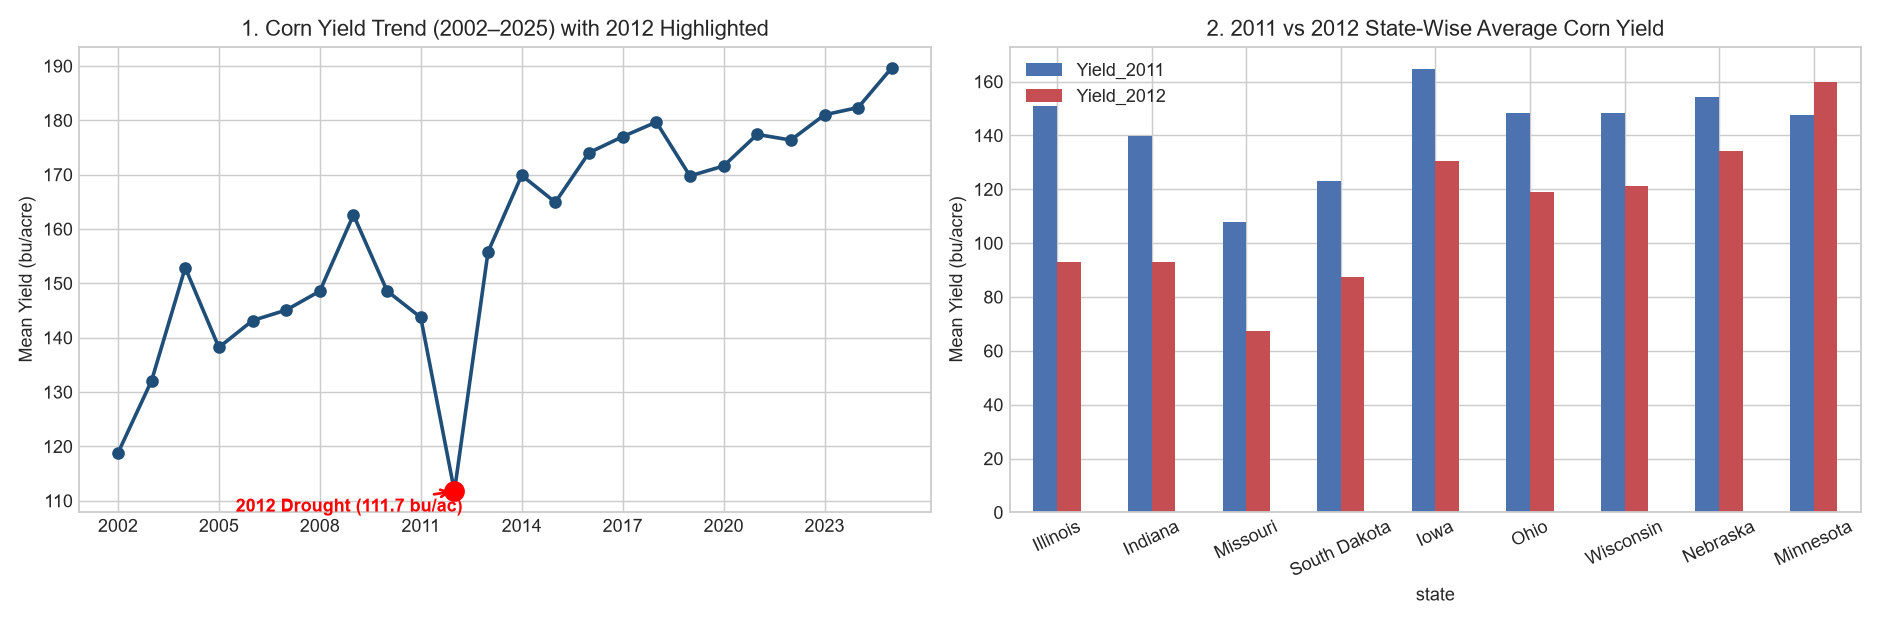 1. Corn Yield Trend (2002–2025) with 2012 Highlighted
Mean Yield (bu/acre)
190
180
170
160
150
140
130
120
110
2012 Drought (111.7 bu/ac)
2002
2005
2008
2011
2014
2017
2020
2023
2. 2011 vs 2012 State-Wise Average Corn Yield
Yield_2011
Yield_2012
Mean Yield (bu/acre)
160
140
120
100
80
60
40
20
0
Illinois
Indiana
Missouri
South Dakota
Iowa
Ohio
Wisconsin
Nebraska
Minnesota
state